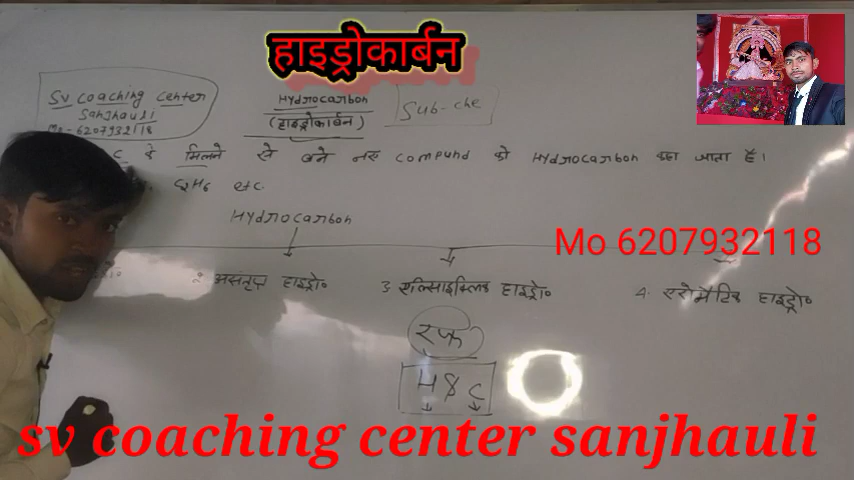 हाइड्रोकार्बन
SV coaching center
Sanjhauli
Mo-6207932118
Hydrocarbon
(हाइड्रोकार्बन)
Sub-che
C के मिलने से बने नए compund को Hydrocarbon कहा जाता है।
C2H6 etc.
Hydrocarbon
Mo 6207932118
2. असंतृप्त हाइड्रो०
3. एल्सिाइक्लिक हाइड्रो०
4. एरोमैटिक हाइड्रो०
H & C
sv coaching center sanjhauli